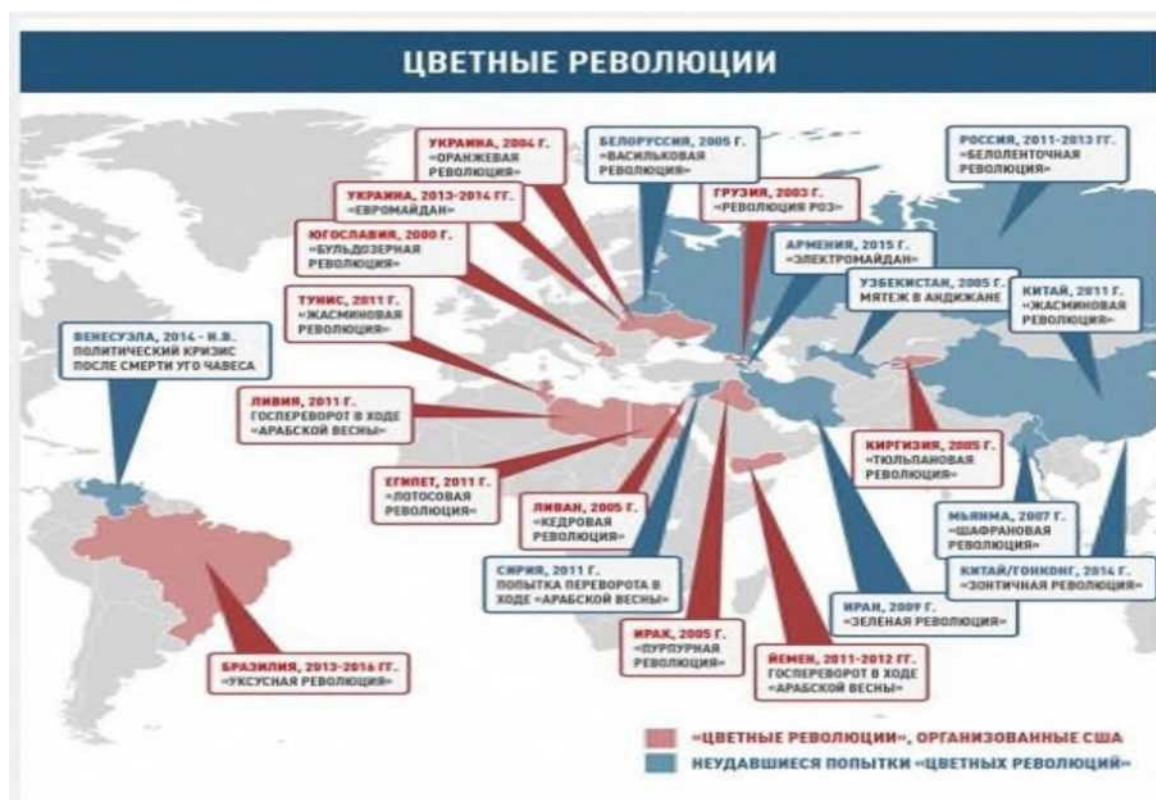 ЦВЕТНЫЕ РЕВОЛЮЦИИ
УКРАИНА, 2004 Г.
«ОРАНЖЕВАЯ
РЕВОЛЮЦИЯ»
БЕЛОРУССИЯ, 2005 Г.
«ВАСИЛЬКОВАЯ
РЕВОЛЮЦИЯ»
РОССИЯ, 2011-2013 ГГ.
«БЕЛОЛЕНТОЧНАЯ
РЕВОЛЮЦИЯ»
УКРАИНА, 2013-2014 ГГ.
«ЕВРОМАЙДАН»
ГРУЗИЯ, 2003 Г.
«РЕВОЛЮЦИЯ РОЗ»
ЮГОСЛАВИЯ, 2000 Г.
«БУЛЬДОЗЕРНАЯ
РЕВОЛЮЦИЯ»
АРМЕНИЯ, 2015 Г.
«ЭЛЕКТРОМАЙДАН»
УЗБЕКИСТАН, 2005 Г.
МЯТЕЖ В АНДИЖАНЕ
КИТАЙ, 2011 Г.
«ЖАСМИНОВАЯ
РЕВОЛЮЦИЯ»
ТУНИС, 2011 Г.
«ЖАСМИНОВАЯ
РЕВОЛЮЦИЯ»
ВЕНЕСУЭЛА, 2014 - Н.В.
ПОЛИТИЧЕСКИЙ КРИЗИС
ПОСЛЕ СМЕРТИ УГО ЧАВЕСА
ЛИВИЯ, 2011 Г.
ГОСПЕРЕВОРОТ В ХОДЕ
«АРАБСКОЙ ВЕСНЫ»
КИРГИЗИЯ, 2005 Г.
«ТЮЛЬПАНОВАЯ
РЕВОЛЮЦИЯ»
ЕГИПЕТ, 2011 Г.
«ЛОТОСОВАЯ
РЕВОЛЮЦИЯ»
ЛИВАН, 2005 Г.
«КЕДРОВАЯ
РЕВОЛЮЦИЯ»
МЬЯНМА, 2007 Г.
«ШАФРАНОВАЯ
РЕВОЛЮЦИЯ»
СИРИЯ, 2011 Г.
ПОПЫТКА ПЕРЕВОРОТА В
ХОДЕ «АРАБСКОЙ ВЕСНЫ»
КИТАЙ/ГОНКОНГ, 2014 Г.
«ЗОНТИЧНАЯ РЕВОЛЮЦИЯ»
ИРАН, 2009 Г.
«ЗЕЛЕНАЯ РЕВОЛЮЦИЯ»
ИРАК, 2005 Г.
«ПУРПУРНАЯ
РЕВОЛЮЦИЯ»
ЙЕМЕН, 2011-2012 ГГ.
ГОСПЕРЕВОРОТ В ХОДЕ
«АРАБСКОЙ ВЕСНЫ»
БРАЗИЛИЯ, 2013-2016 ГГ.
«УКСУСНАЯ РЕВОЛЮЦИЯ»
«ЦВЕТНЫЕ РЕВОЛЮЦИИ», ОРГАНИЗОВАННЫЕ США
НЕУДАВШИЕСЯ ПОПЫТКИ «ЦВЕТНЫХ РЕВОЛЮЦИЙ»